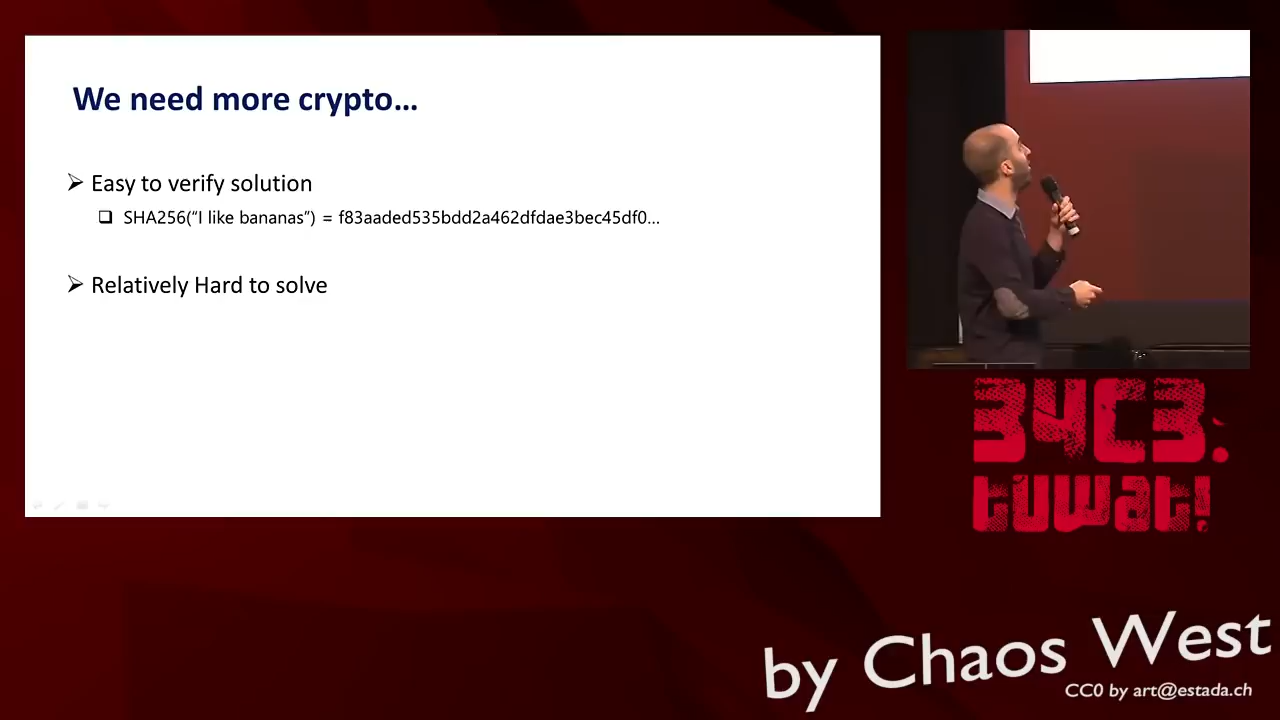 We need more crypto...
Easy to verify solution
SHA256(“I like bananas”) = f83aaded535bdd2a462dfdae3bec45df0...
Relatively Hard to solve
34C3.
tuwat!
by Chaos West
CC0 by art@estada.ch